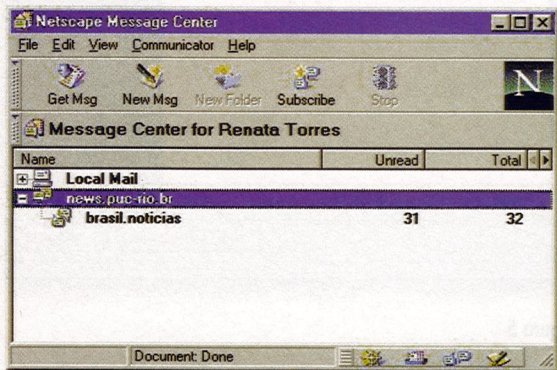 Netscape Message Center
File Edit View Communicator Help
Get Msg New Msg New Folder Subscribe Stop
N
Message Center for Renata Torres
Name Unread Total
Local Mail
news.puc-rio.br
brasil.noticias 31 32
Document: Done